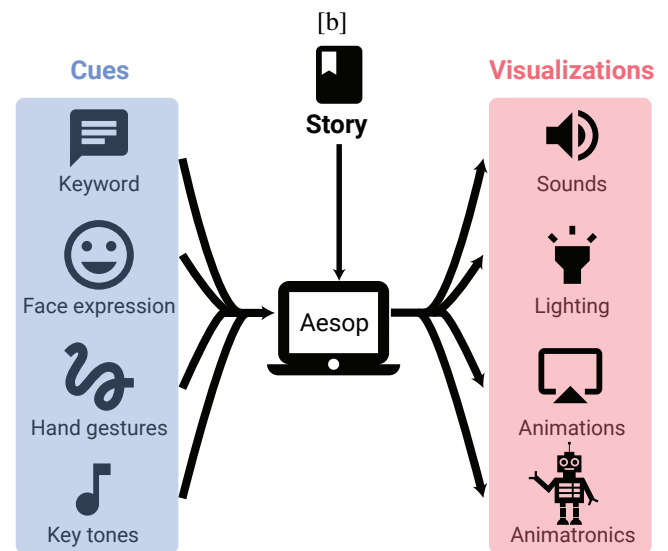 [b]
Cues
Visualizations
Story
Keyword
Sounds
Face expression
Aesop
Lighting
Hand gestures
Animations
Key tones
Animatronics